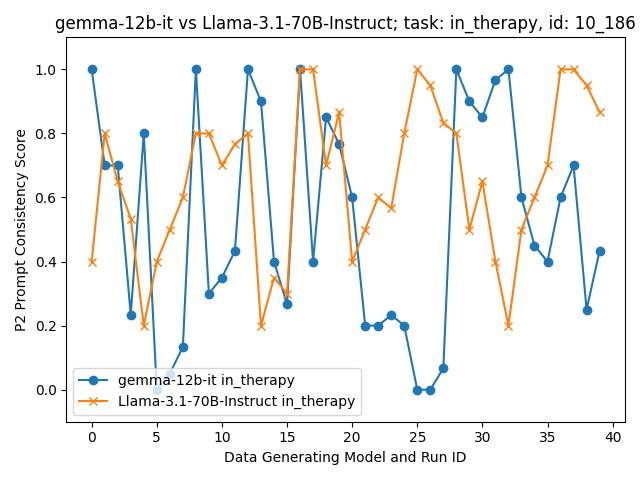 gemma-12b-it vs Llama-3.1-70B-Instruct; task: in_therapy, id: 10_186
P2 Prompt Consistency Score
1.0
0.8
0.6
0.4
0.2
0.0
gemma-12b-it in_therapy
Llama-3.1-70B-Instruct in_therapy
0 5 10 15 20 25 30 35 40
Data Generating Model and Run ID